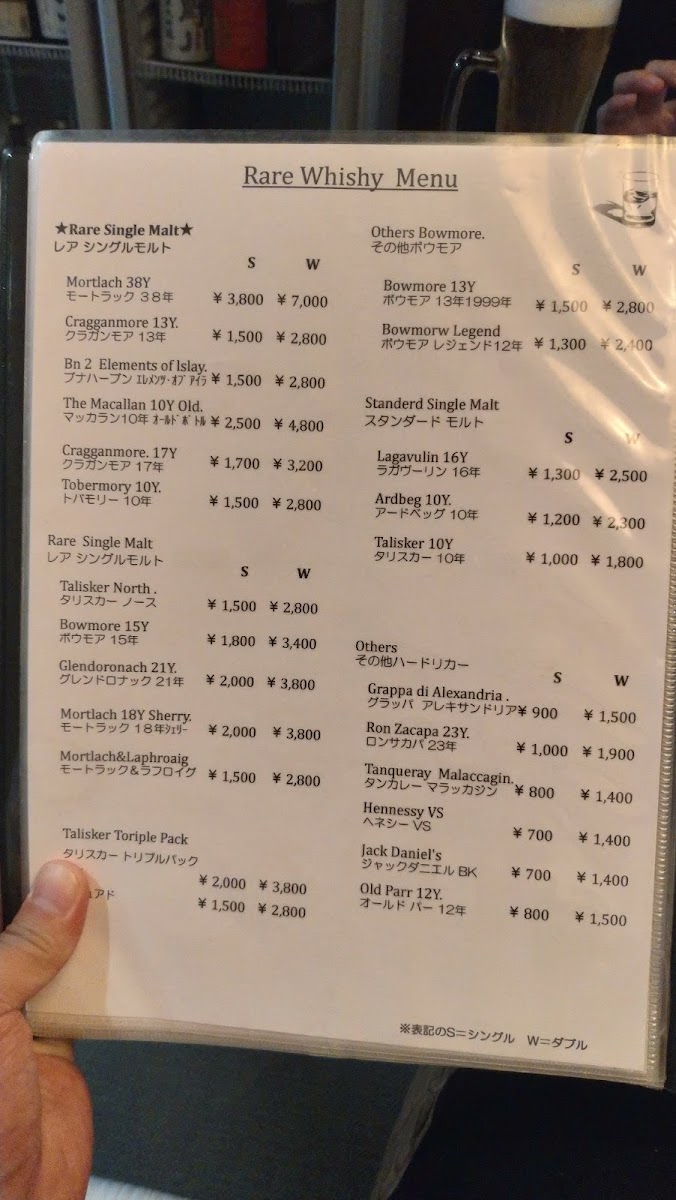 Rare Whishy Menu
★Rare Single Malt★
レア シングルモルト
S W
Mortlach 38Y
モートラック 38年 ¥ 3,800 ¥ 7,000
Cragganmore 13Y.
クラガンモア 13年 ¥ 1,500 ¥ 2,800
Bn 2 Elements of lslay.
ブナハーブン ｴﾚﾒﾝﾂ･ｵﾌﾞ ｱｲﾗ ¥ 1,500 ¥ 2,800
The Macallan 10Y Old.
マッカラン10年 ｵｰﾙﾄﾞﾎﾞﾄﾙ ¥ 2,500 ¥ 4,800
Cragganmore. 17Y
クラガンモア 17年 ¥ 1,700 ¥ 3,200
Tobermory 10Y.
トバモリー 10年 ¥ 1,500 ¥ 2,800
Rare Single Malt
レア シングルモルト
S W
Talisker North .
タリスカー ノース ¥ 1,500 ¥ 2,800
Bowmore 15Y
ボウモア 15年 ¥ 1,800 ¥ 3,400
Glendoronach 21Y.
グレンドロナック 21年 ¥ 2,000 ¥ 3,800
Mortlach 18Y Sherry.
モートラック 18年ｼｪﾘｰ ¥ 2,000 ¥ 3,800
Mortlach&Laphroaig
モートラック＆ラフロイグ ¥ 1,500 ¥ 2,800
Talisker Toriple Pack
タリスカー トリプルパック
¥ 2,000 ¥ 3,800
ュアド ¥ 1,500 ¥ 2,800
Others Bowmore.
その他ボウモア
S W
Bowmore 13Y
ボウモア 13年1999年 ¥ 1,500 ¥ 2,800
Bowmorw Legend
ボウモア レジェンド12年 ¥ 1,300 ¥ 2,400
Standerd Single Malt
スタンダード モルト
S W
Lagavulin 16Y
ラガヴーリン 16年 ¥ 1,300 ¥ 2,500
Ardbeg 10Y.
アードベッグ 10年 ¥ 1,200 ¥ 2,300
Talisker 10Y
タリスカー 10年 ¥ 1,000 ¥ 1,800
Others
その他ハードリカー
S W
Grappa di Alexandria .
グラッパ アレキサンドリア ¥ 900 ¥ 1,500
Ron Zacapa 23Y.
ロンサカパ 23年 ¥ 1,000 ¥ 1,900
Tanqueray Malaccagin.
タンカレー マラッカジン ¥ 800 ¥ 1,400
Hennessy VS
ヘネシー VS ¥ 700 ¥ 1,400
Jack Daniel's
ジャックダニエル BK ¥ 700 ¥ 1,400
Old Parr 12Y.
オールド パー 12年 ¥ 800 ¥ 1,500
※表記のS＝シングル W＝ダブル